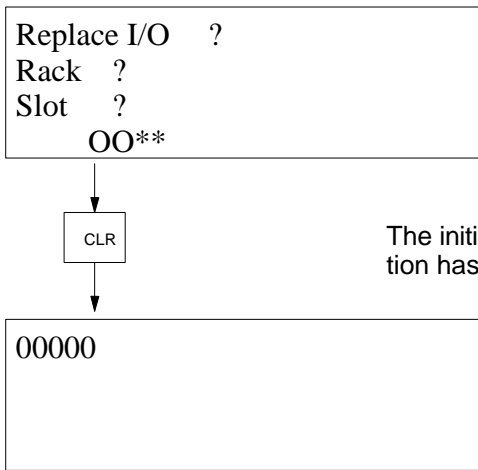 Replace I/O ?
Rack ?
Slot ?
OO**
CLR
The initi
tion has
00000